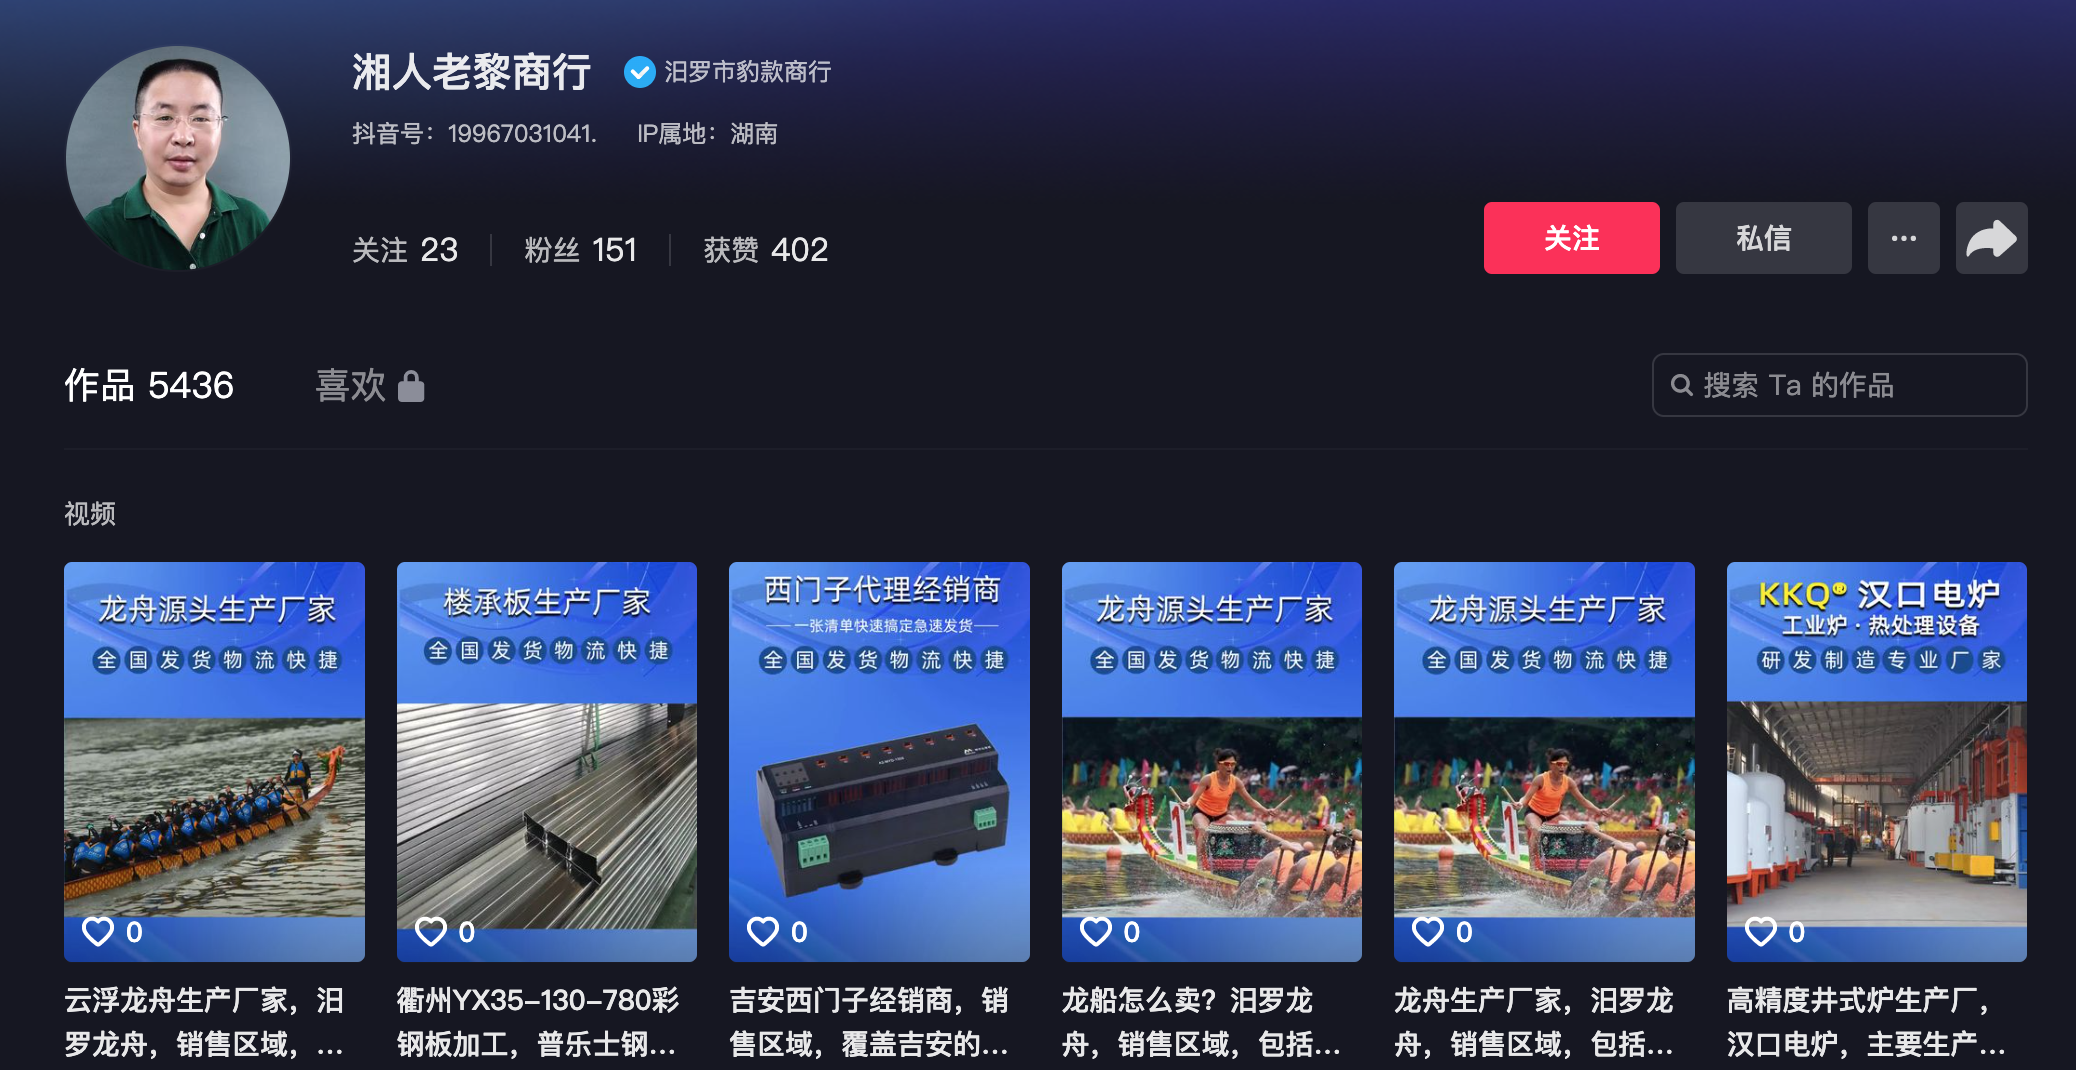 湘人老黎商行
汨罗市豹款商行
抖音号：19967031041.
IP属地：湖南
关注 23
粉丝 151
获赞 402
关注
私信
作品 5436
喜欢
搜索 Ta 的作品
视频
龙舟源头生产厂家
全国发货物流快捷
0
云浮龙舟生产厂家，汨
罗龙舟，销售区域，...
楼承板生产厂家
全国发货物流快捷
0
衢州YX35-130-780彩
钢板加工，普乐士钢...
西门子代理经销商
一张清单快速搞定急速发货
全国发货物流快捷
0
吉安西门子经销商，销
售区域，覆盖吉安的...
龙舟源头生产厂家
全国发货物流快捷
1
0
龙船怎么卖？汨罗龙
舟，销售区域，包括...
龙舟源头生产厂家
全国发货物流快捷
1
0
龙舟生产厂家，汨罗龙
舟，销售区域，包括...
KKQ® 汉口电炉
工业炉·热处理设备
研发制造专业厂家
0
高精度井式炉生产厂，
汉口电炉，主要生产...